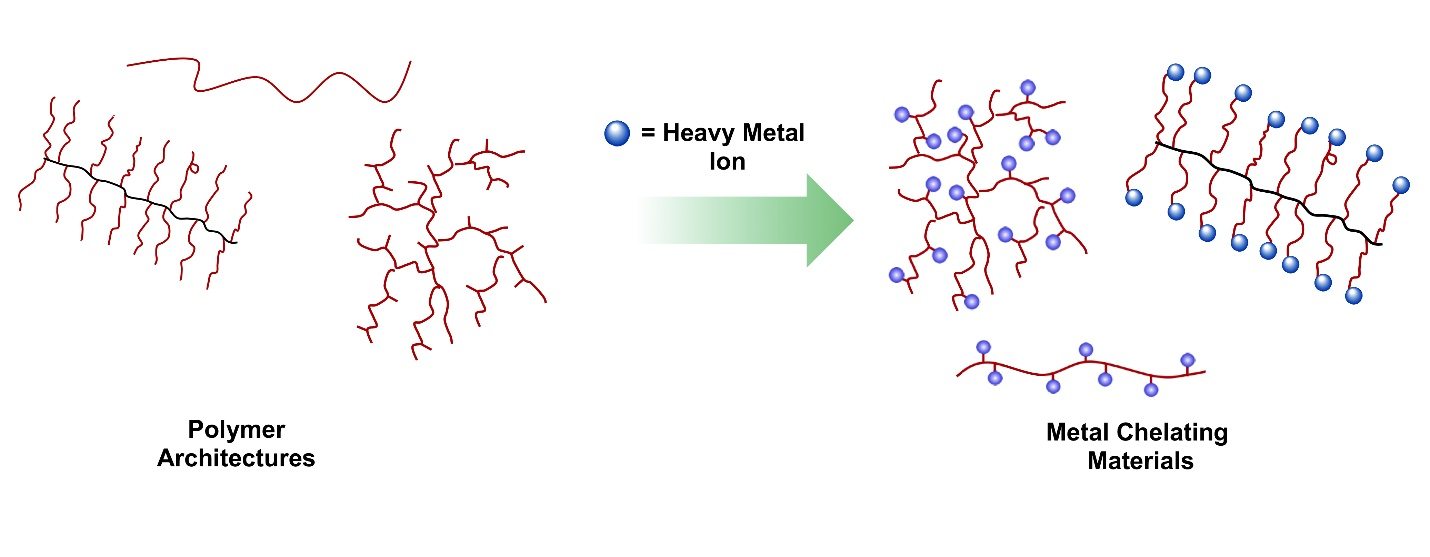 = Heavy Metal
Ion
Polymer
Architectures
Metal Chelating
Materials